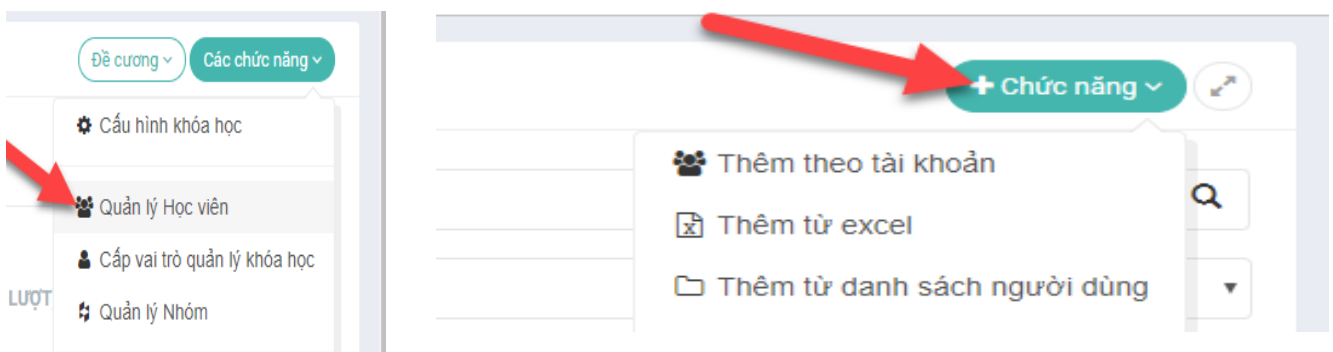 Đề cương
Các chức năng
Cấu hình khóa học
Quản lý Học viên
Cấp vai trò quản lý khóa học
LƯỢT
Quản lý Nhóm
+ Chức năng
Thêm theo tài khoản
Thêm từ excel
Thêm từ danh sách người dùng